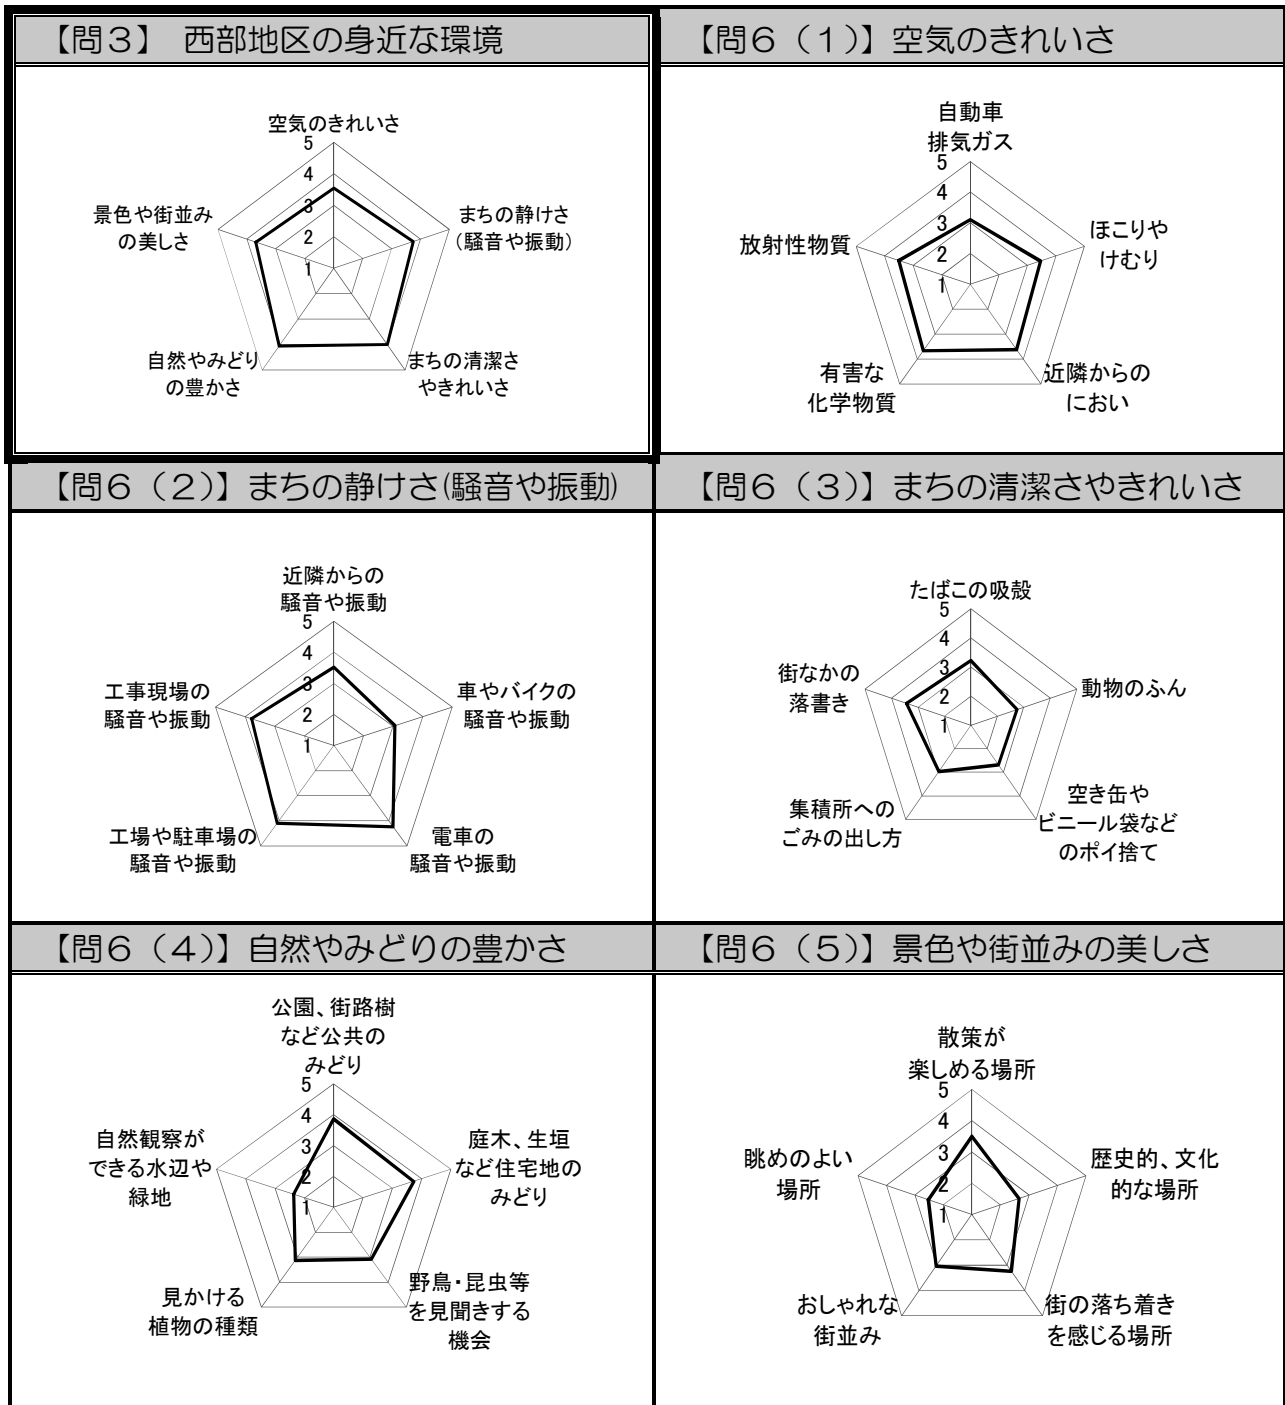 【問３】 西部地区の身近な環境
空気のきれいさ
5
4
3
2
1
まちの静けさ
（騒音や振動）
まちの清潔さ
やきれいさ
自然やみどり
の豊かさ
景色や街並み
の美しさ
【問６（１）】空気のきれいさ
自動車
排気ガス
5
4
3
2
1
ほこりや
けむり
近隣からの
におい
有害な
化学物質
放射性物質
【問６（２）】まちの静けさ(騒音や振動)
近隣からの
騒音や振動
5
4
3
2
1
車やバイクの
騒音や振動
電車の
騒音や振動
工場や駐車場の
騒音や振動
工事現場の
騒音や振動
【問６（３）】まちの清潔さやきれいさ
たばこの吸殻
5
4
3
2
1
動物のふん
空き缶や
ビニール袋など
のポイ捨て
集積所への
ごみの出し方
街なかの
落書き
【問６（４）】自然やみどりの豊かさ
公園、街路樹
など公共の
みどり
5
4
3
2
1
庭木、生垣
など住宅地の
みどり
野鳥・昆虫等
を見聞きする
機会
見かける
植物の種類
自然観察が
できる水辺や
緑地
【問６（５）】景色や街並みの美しさ
散策が
楽しめる場所
5
4
3
2
1
歴史的、文化
的な場所
街の落ち着き
を感じる場所
おしゃれな
街並み
眺めのよい
場所